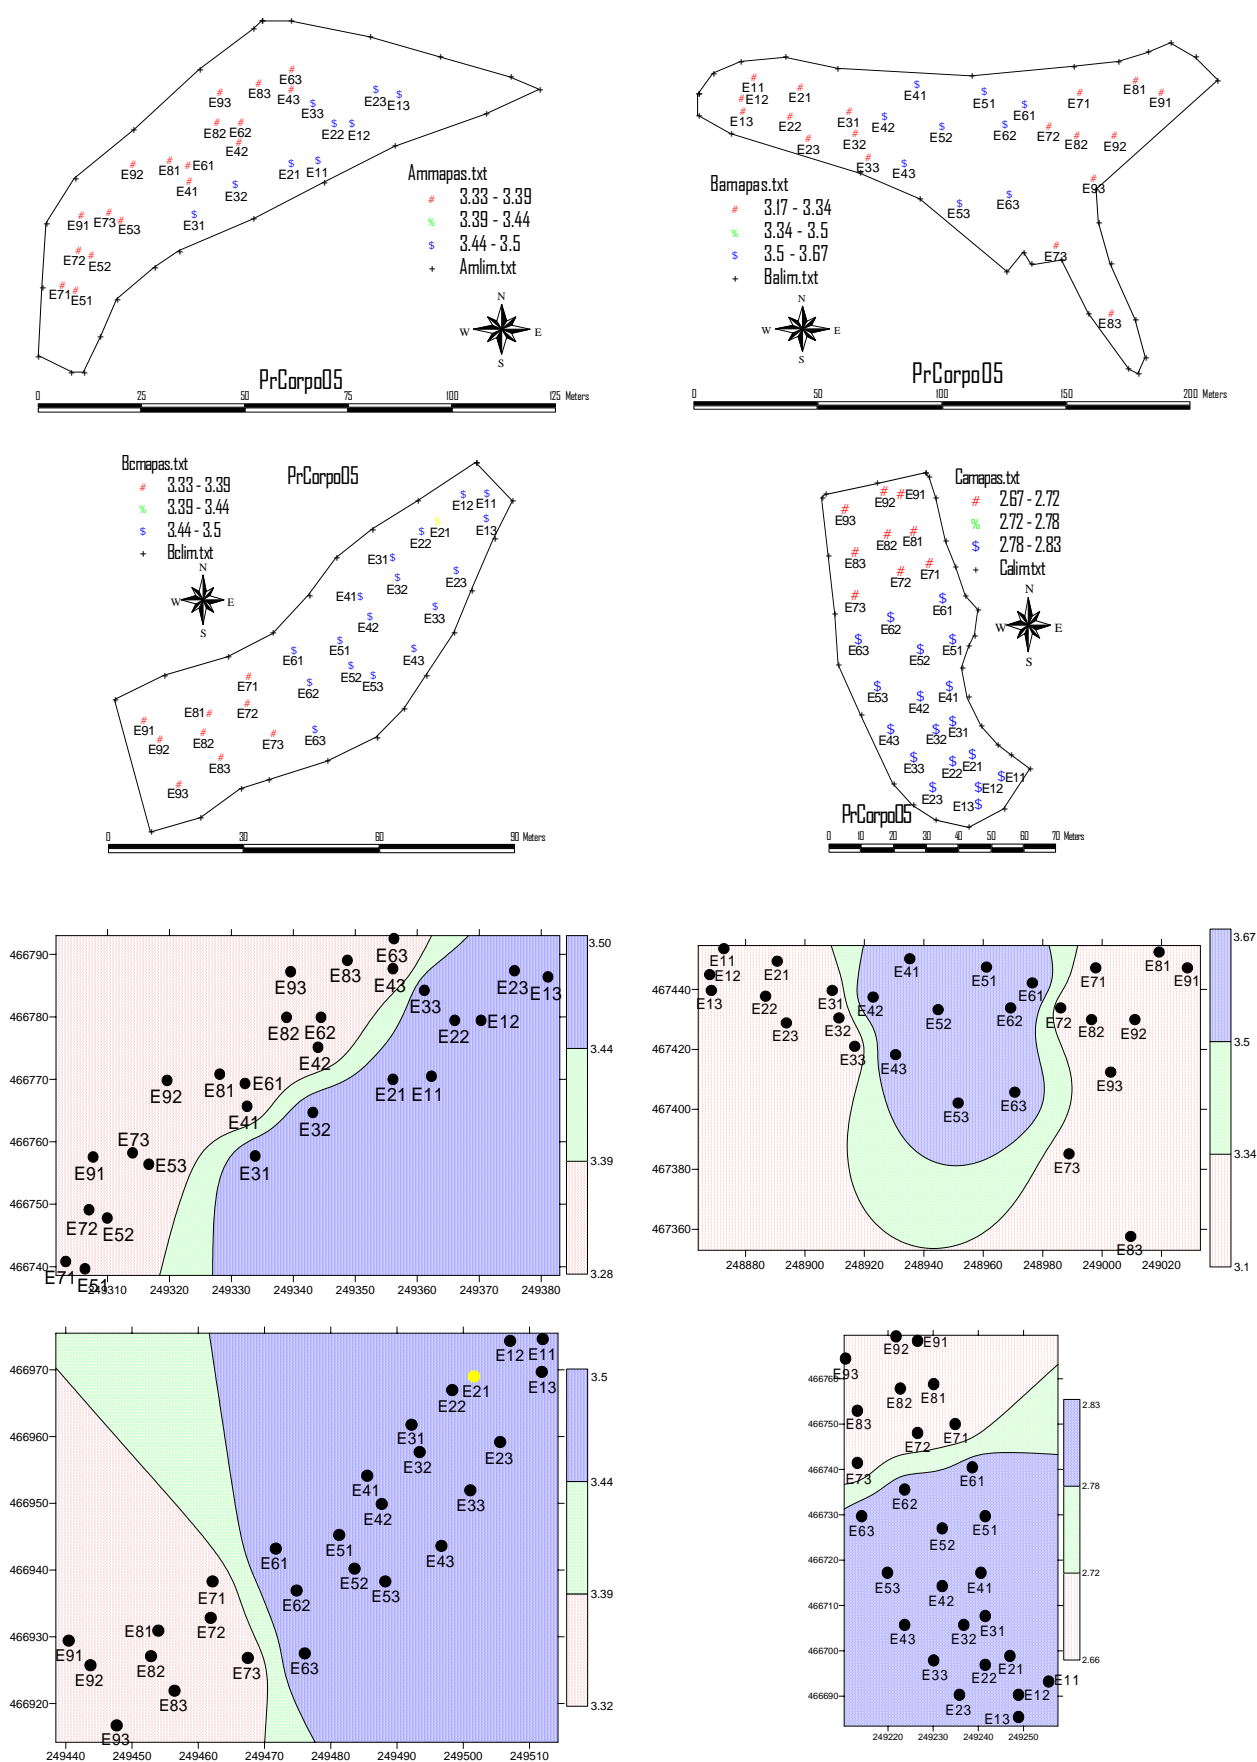 E63
E83
E93
E43
E23
E13
E33
E82
E62
E22
E12
E42
E92
E81
E61
E21
E11
E41
E32
E91
E73
E53
E31
E72
E52
E71
E51
Ammapas.txt
# 3.33 - 3.39
% 3.39 - 3.44
$ 3.44 - 3.5
+ Amlim.txt
N
W E
S
PrCorpo05
0 25 50 75 100 125 Meters
E11
E12
E21
E13
E22
E23
E31
E32
E33
E41
E42
E43
E51
E52
E53
E61
E62
E63
E71
E72
E73
E81
E82
E83
E91
E92
E93
Bamapas.txt
# 3.17 - 3.34
% 3.34 - 3.5
$ 3.5 - 3.67
+ Balim.txt
N
W E
S
PrCorpo05
0 50 100 150 200 Meters
Bcmapas.txt
# 3.33 - 3.39
% 3.39 - 3.44
$ 3.44 - 3.5
+ Bclim.txt
N
W E
S
PrCorpo05
E12 E11
E21 E13
E22
E31
E23
E32
E41
E33
E42
E51
E43
E61
E52
E53
E71
E62
E81
E72
E91
E92
E82
E73
E63
E83
E93
0 30 60 90 Meters
Camapas.txt
# 2.67 - 2.72
% 2.72 - 2.78
$ 2.78 - 2.83
+ Calim.txt
N
W E
S
E92 E91
E93
E82 E81
E83
E72 E71
E73
E61
E62
E63
E52
E51
E53
E42
E41
E43
E32
E31
E33
E22
E21
E23
E12
E11
E13
PrCorpo05
0 10 20 30 40 50 60 70 Meters
466790
466780
466770
466760
466750
466740
E63
E83
E43
E93
E23
E13
E33
E82
E62
E22
E12
E42
E92
E81
E61
E21
E11
E41
E32
E73
E91
E53
E31
E72
E52
E71
E51
249310 249320 249330 249340 249350 249360 249370 249380
3.50
3.44
3.39
3.28
467440
467420
467400
467380
467360
E11
E12
E13
E21
E22
E23
E31
E32
E33
E41
E42
E43
E51
E52
E53
E61
E62
E63
E71
E72
E73
E81
E82
E83
E91
E92
E93
248880 248900 248920 248940 248960 248980 249000 249020
3.67
3.5
3.34
3.1
466970
466960
466950
466940
466930
466920
E12 E11
E21 E13
E22
E31
E32
E23
E41
E42
E33
E51
E43
E61
E52
E53
E62
E71
E72
E81
E91
E92
E82
E73
E63
E83
E93
249440 249450 249460 249470 249480 249490 249500 249510
3.5
3.44
3.39
3.32
466760
466750
466740
466730
466720
466710
466700
466690
E92 E91
E93
E82 E81
E83
E72 E71
E73
E61
E62
E63
E52
E51
E53
E42
E41
E43
E32
E31
E33
E22
E21
E23
E12
E11
E13
249220 249230 249240 249250
2.83
2.78
2.72
2.66